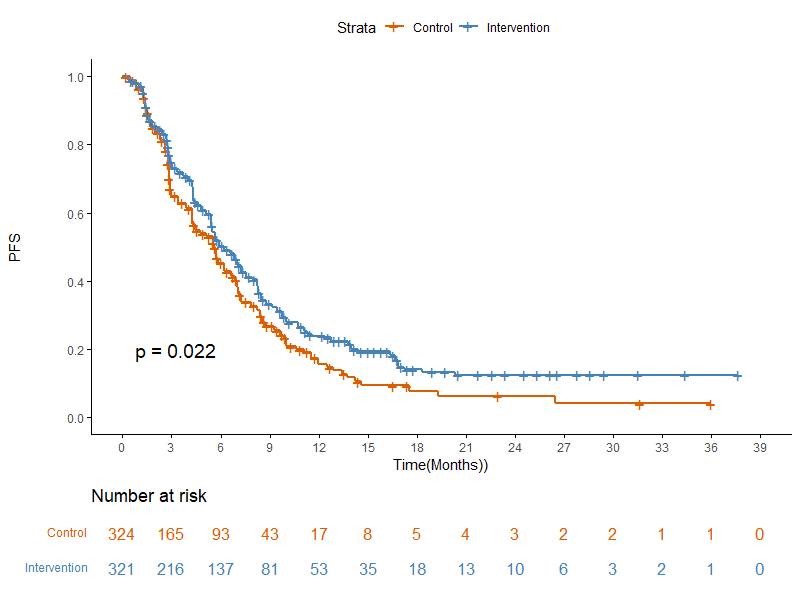 Strata Control Intervention
1.0
0.8
0.6
0.4
0.2
0.0
PFS
p = 0.022
0 3 6 9 12 15 18 21 24 27 30 33 36 39
Time(Months))
Number at risk
Control 324 165 93 43 17 8 5 4 3 2 2 1 1 0
Intervention 321 216 137 81 53 35 18 13 10 6 3 2 1 0